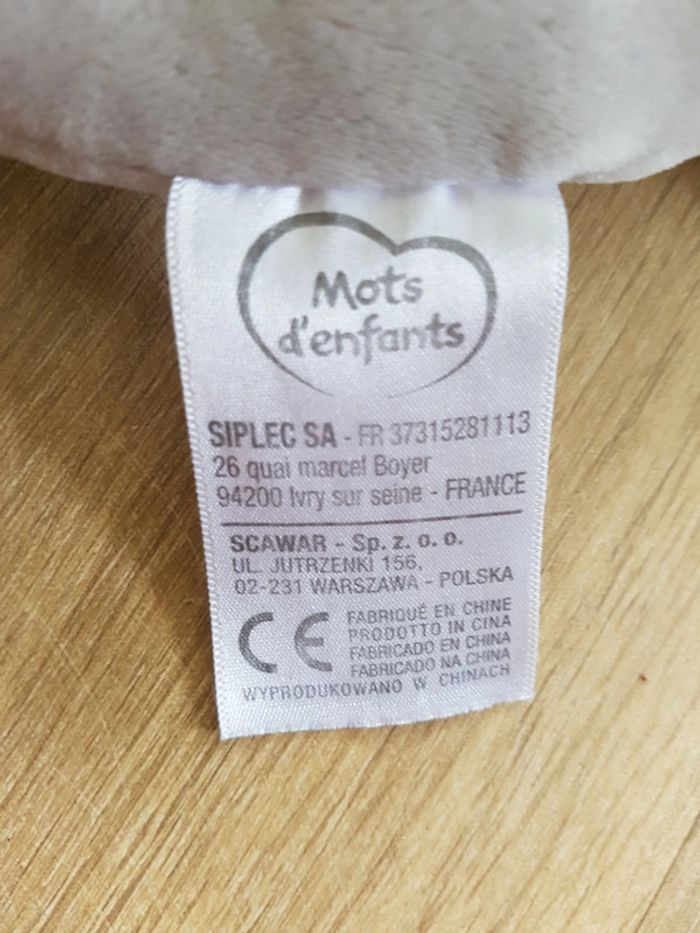 Mots
d'enfants
SIPLEC SA - FR 37315281113
26 quai marcel Boyer
94200 Ivry sur seine - FRANCE
SCAWAR - Sp. z. o. o.
UL. JUTRZENKI 156,
02-231 WARSZAWA - POLSKA
CE
FABRIQUÉ EN CHINE
PRODOTTO IN CINA
FABRICADO EN CHINA
FABRICADO NA CHINA
WYPRODUKOWANO W CHINACH